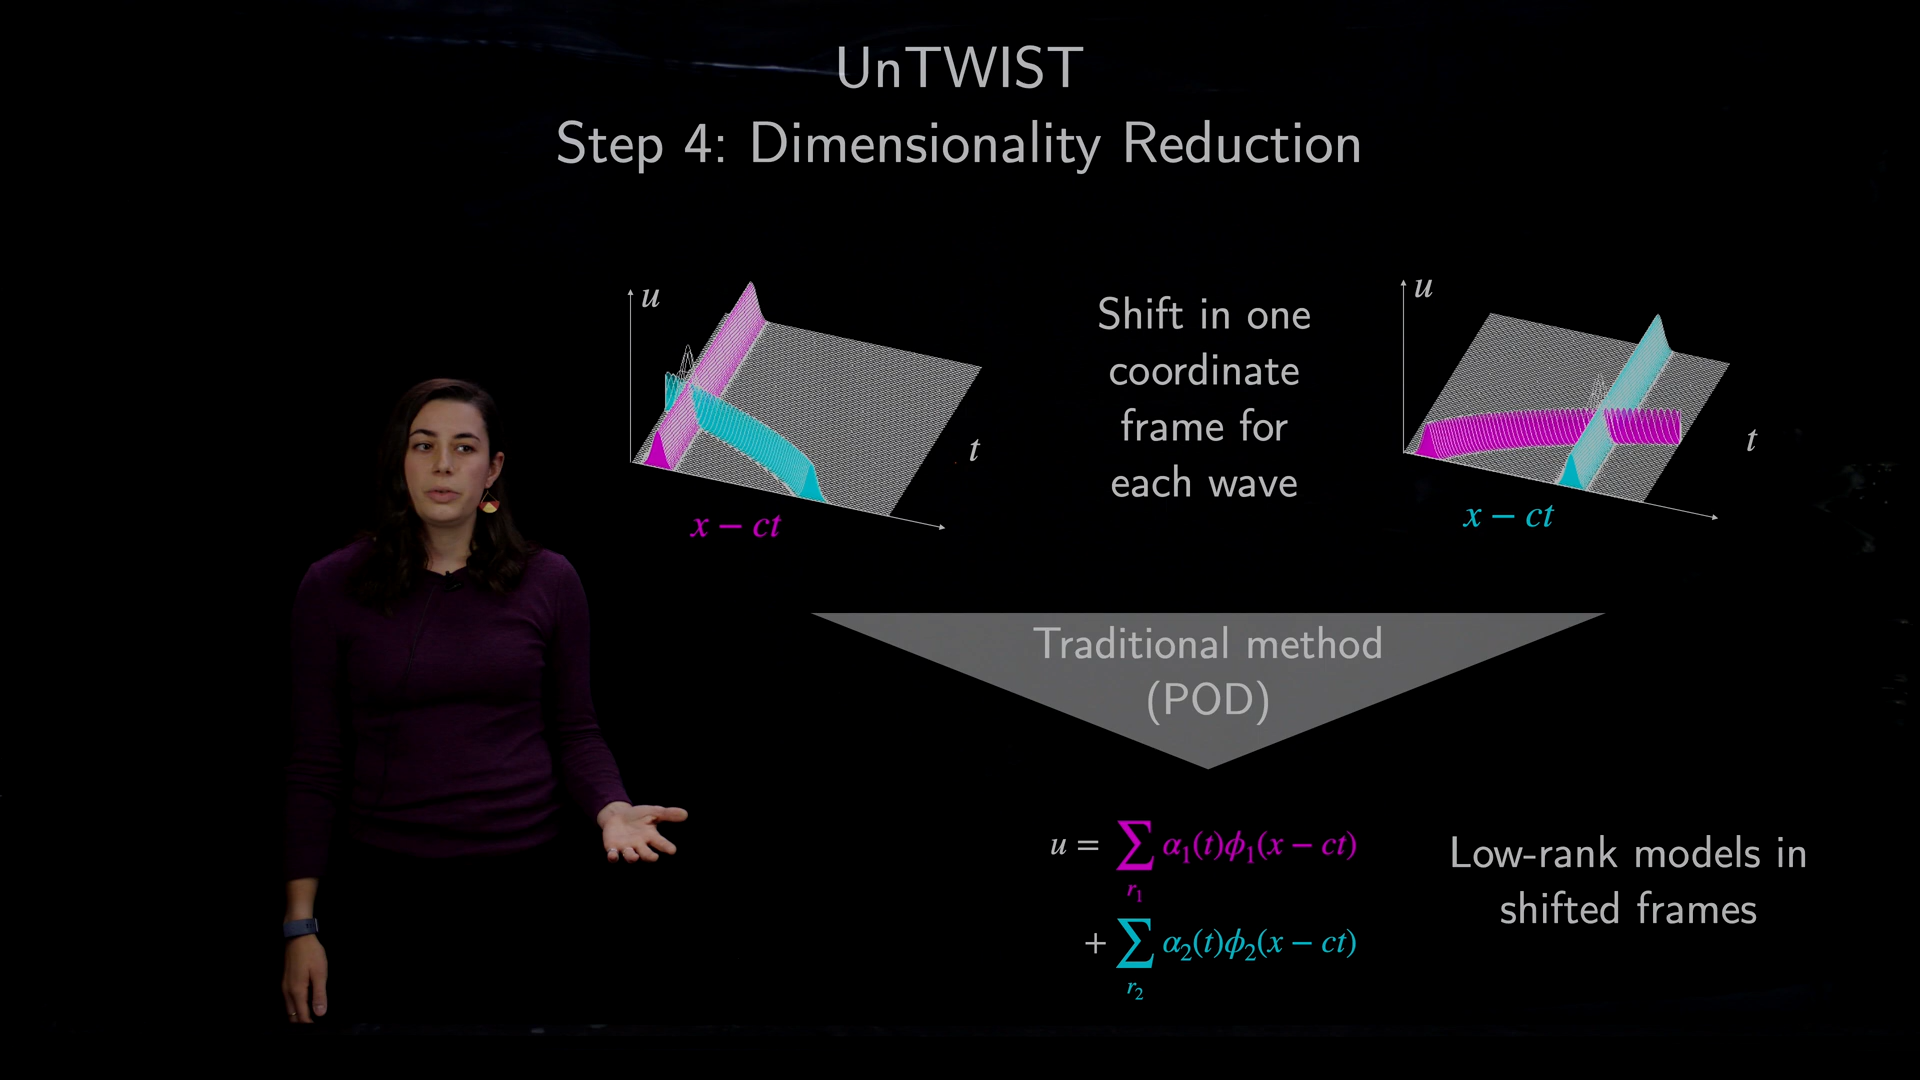 UnTWIST
Step 4: Dimensionality Reduction
u
t
x − ct
Shift in one
coordinate
frame for
each wave
u
t
x − ct
Traditional method
(POD)
u = ∑ α₁(t)ϕ₁(x − ct)
r₁
+ ∑ α₂(t)ϕ₂(x − ct)
r₂
Low-rank models in
shifted frames